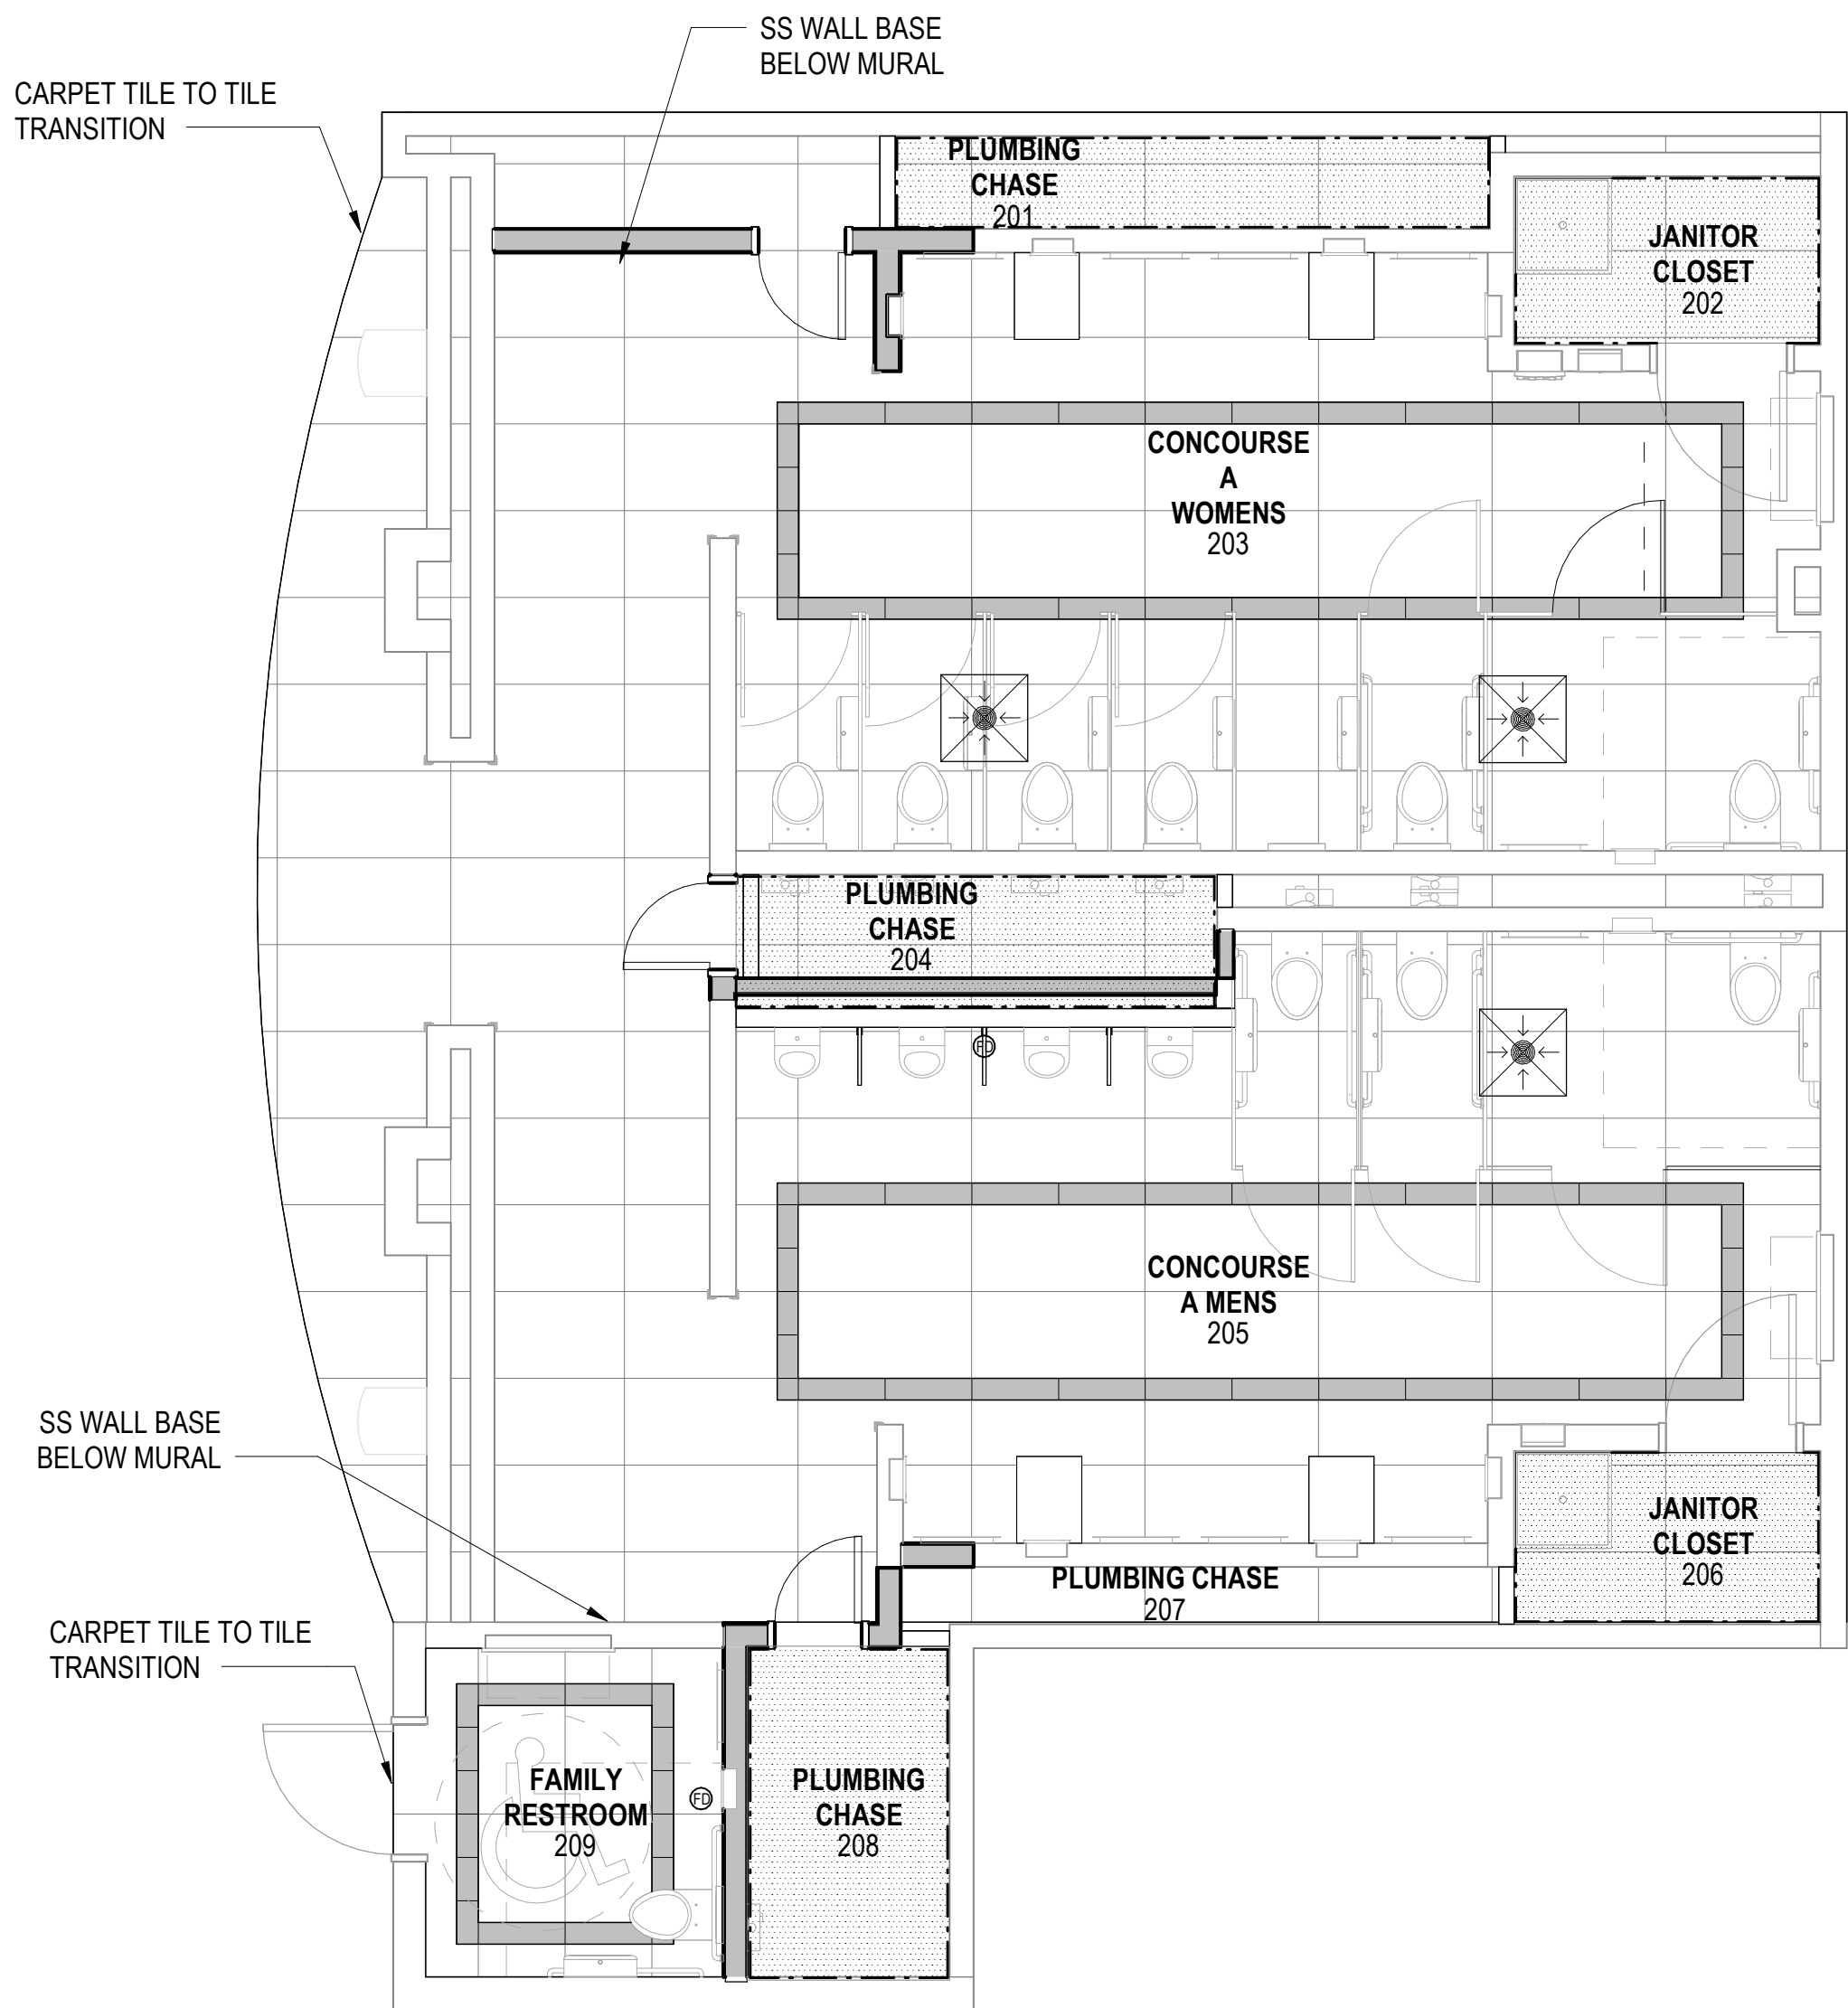 SS WALL BASE
BELOW MURAL
CARPET TILE TO TILE
TRANSITION
PLUMBING
CHASE
201
JANITOR
CLOSET
202
CONCOURSE
A
WOMENS
203
PLUMBING
CHASE
204
FD
CONCOURSE
A MENS
205
SS WALL BASE
BELOW MURAL
JANITOR
CLOSET
206
PLUMBING CHASE
207
CARPET TILE TO TILE
TRANSITION
FAMILY
RESTROOM
209
FD
PLUMBING
CHASE
208